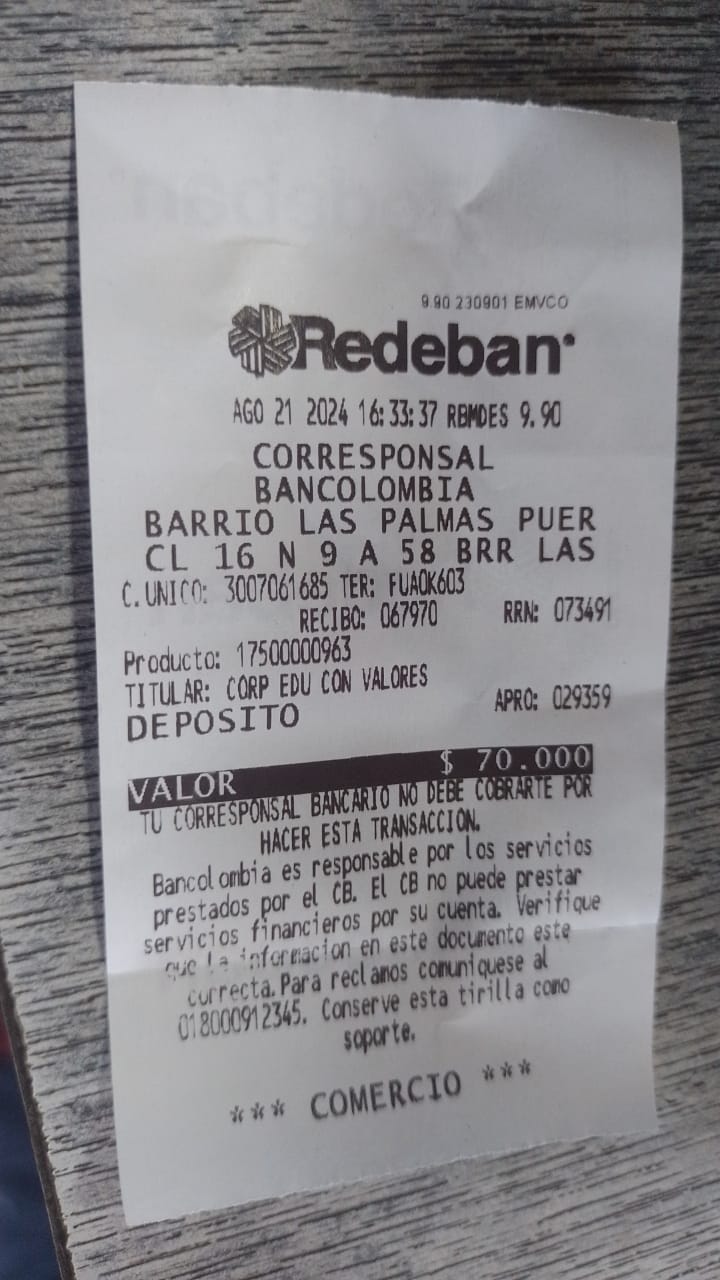 9.90 230901 EMVCO
Redeban
AGO 21 2024 16:33:37 RBMDES 9.90
CORRESPONSAL
BANCOLOMBIA
BARRIO LAS PALMAS PUER
CL 16 N 9 A 58 BRR LAS
C. UNICO: 3007061685 TER: FUAOK603
RECIBO: 067970 RRN: 073491
Producto: 17500000963
TITULAR: CORP EDU CON VALORES
DEPOSITO APRO: 029359
VALOR $ 70.000
TU CORRESPONSAL BANCARIO NO DEBE COBRARTE POR
HACER ESTA TRANSACCION.
Bancolombia es responsable por los servicios
prestados por el CB. El CB no puede prestar
servicios financieros por su cuenta. Verifique
que la informacion en este documento este
correcta. Para reclamos comuniquese al
018000912345. Conserve esta tirilla como
soporte.
*** COMERCIO ***